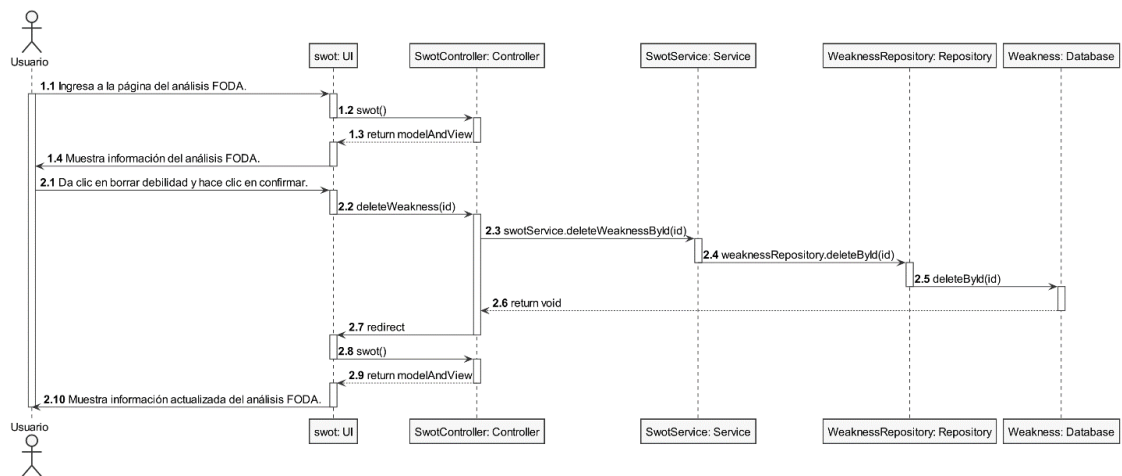 Usuario
swot: UI
SwotController: Controller
SwotService: Service
WeaknessRepository: Repository
Weakness: Database
1.1 Ingresa a la página del análisis FODA.
1.2 swot()
1.3 return modelAndView
1.4 Muestra información del análisis FODA.
2.1 Da clic en borrar debilidad y hace clic en confirmar.
2.2 deleteWeakness(id)
2.3 swotService.deleteWeaknessById(id)
2.4 weaknessRepository.deleteById(id)
2.5 deleteById(id)
2.6 return void
2.7 redirect
2.8 swot()
2.9 return modelAndView
2.10 Muestra información actualizada del análisis FODA.
Usuario
swot: UI
SwotController: Controller
SwotService: Service
WeaknessRepository: Repository
Weakness: Database